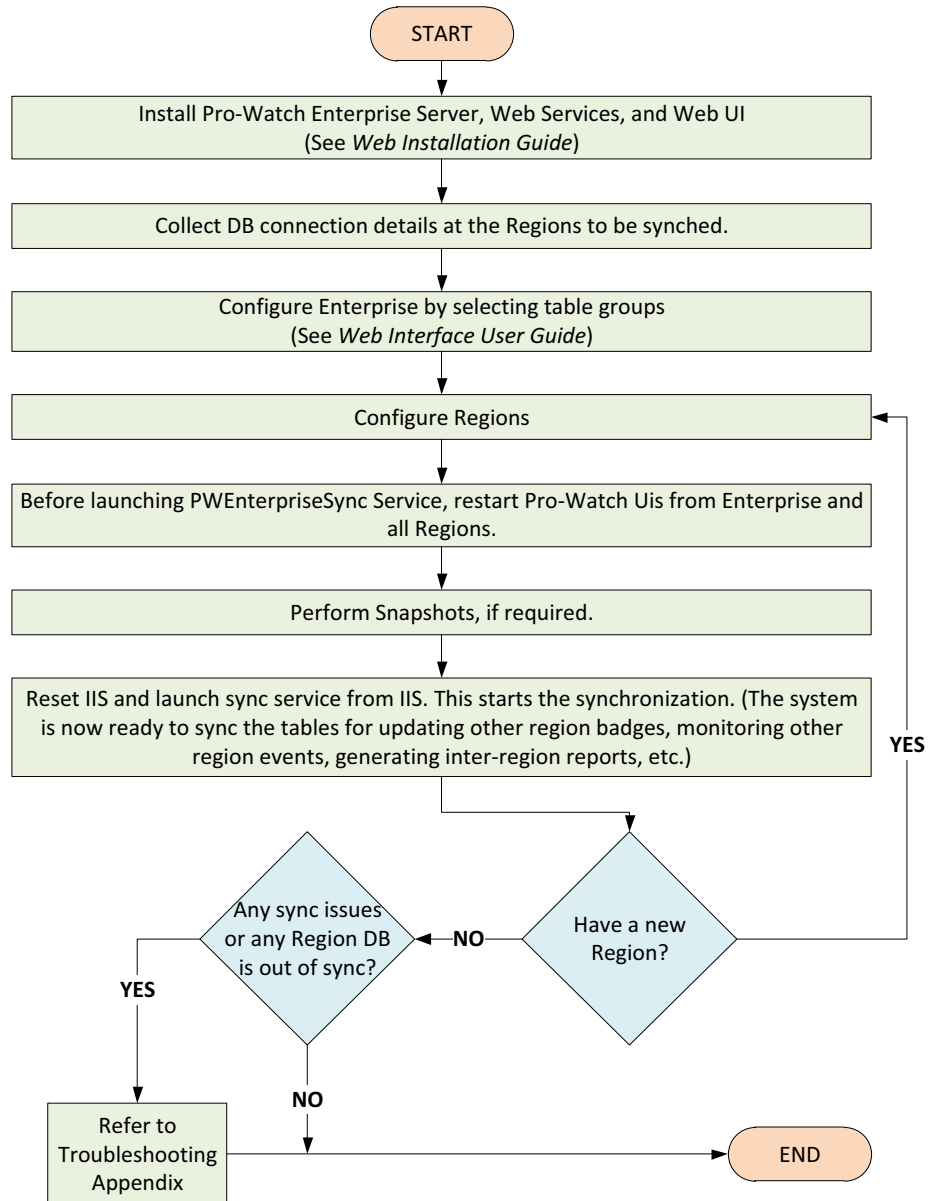 START
Install Pro-Watch Enterprise Server, Web Services, and Web UI
(See Web Installation Guide)
Collect DB connection details at the Regions to be synched.
Configure Enterprise by selecting table groups
(See Web Interface User Guide)
Configure Regions
Before launching PWEnterpriseSync Service, restart Pro-Watch Uis from Enterprise and
all Regions.
Perform Snapshots, if required.
Reset IIS and launch sync service from IIS. This starts the synchronization. (The system
is now ready to sync the tables for updating other region badges, monitoring other
region events, generating inter-region reports, etc.)
YES
Have a new
Region?
NO
Any sync issues
or any Region DB
is out of sync?
YES
NO
Refer to
Troubleshooting
Appendix
END